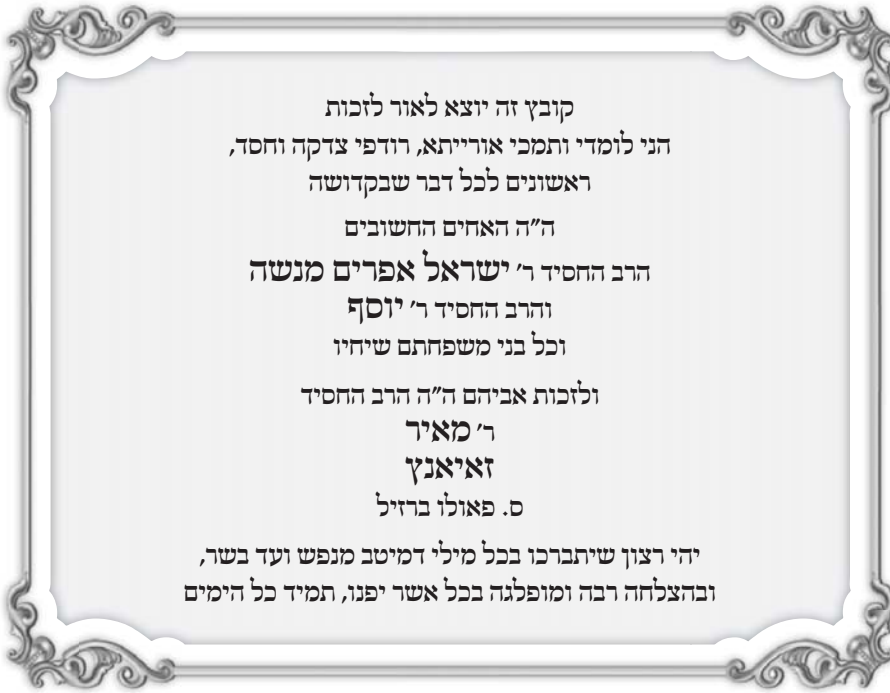 קובץ זה יוצא לאור לזכות
הני לומדי ותמכי אורייתא, רודפי צדקה וחסד,
ראשונים לכל דבר שבקדושה
ה״ה האחים החשובים
הרב החסיד ר׳ ישראל אפרים מנשה
והרב החסיד ר׳ יוסף
וכל בני משפחתם שיחיו
ולזכות אביהם ה״ה הרב החסיד
ר׳ מאיר
זאיאנץ
ס. פאולו ברזיל
יהי רצון שיתברכו בכל מילי דמיטב מנפש ועד בשר,
ובהצלחה רבה ומופלגה בכל אשר יפנו, תמיד כל הימים